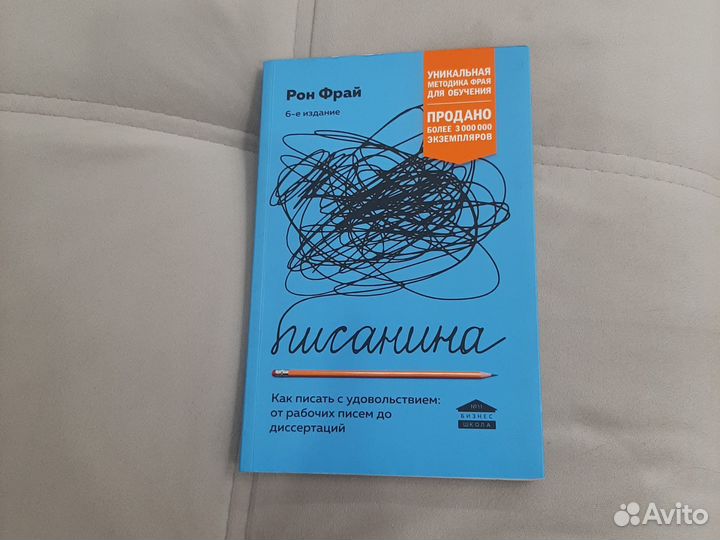 Рон Фрай
6-е издание
УНИКАЛЬНАЯ
МЕТОДИКА ФРАЯ
ДЛЯ ОБУЧЕНИЯ
ПРОДАНО
БОЛЕЕ 3 000 000
ЭКЗЕМПЛЯРОВ
писанина
Как писать с удовольствием:
от рабочих писем до
диссертаций
№1
БИЗНЕС
ШКОЛА
Avito